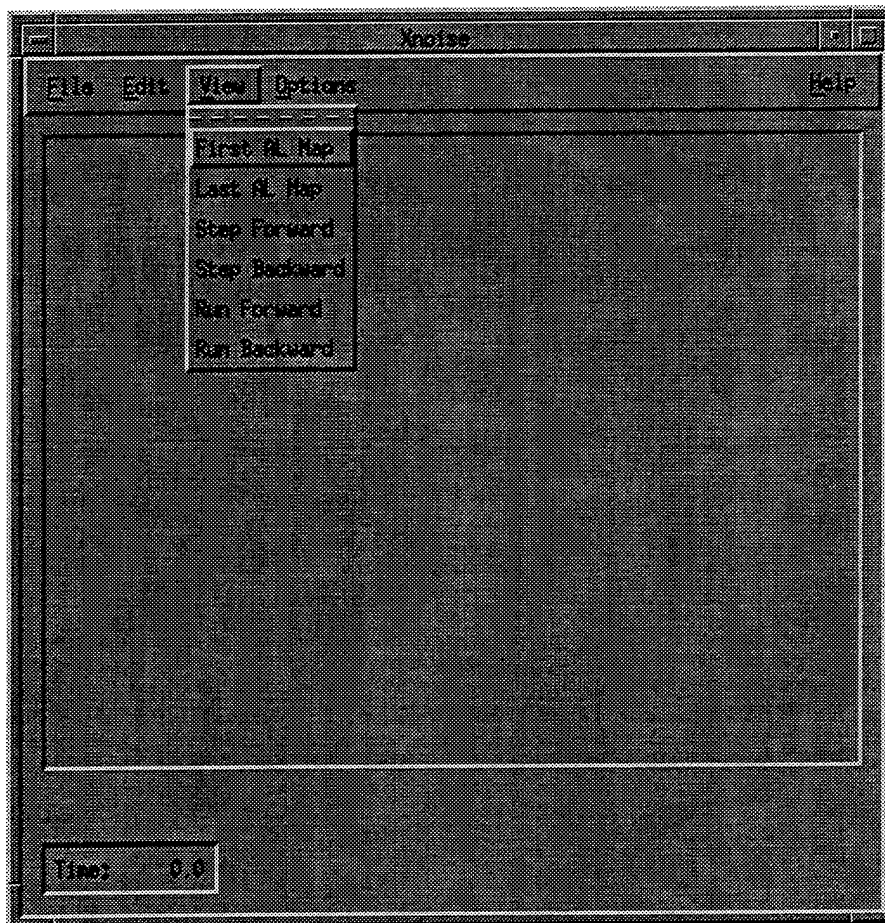 Xnoise
File Edit View Options Help
First AL Map
Last AL Map
Step Forward
Step Backward
Run Forward
Run Backward
Time: 0.0